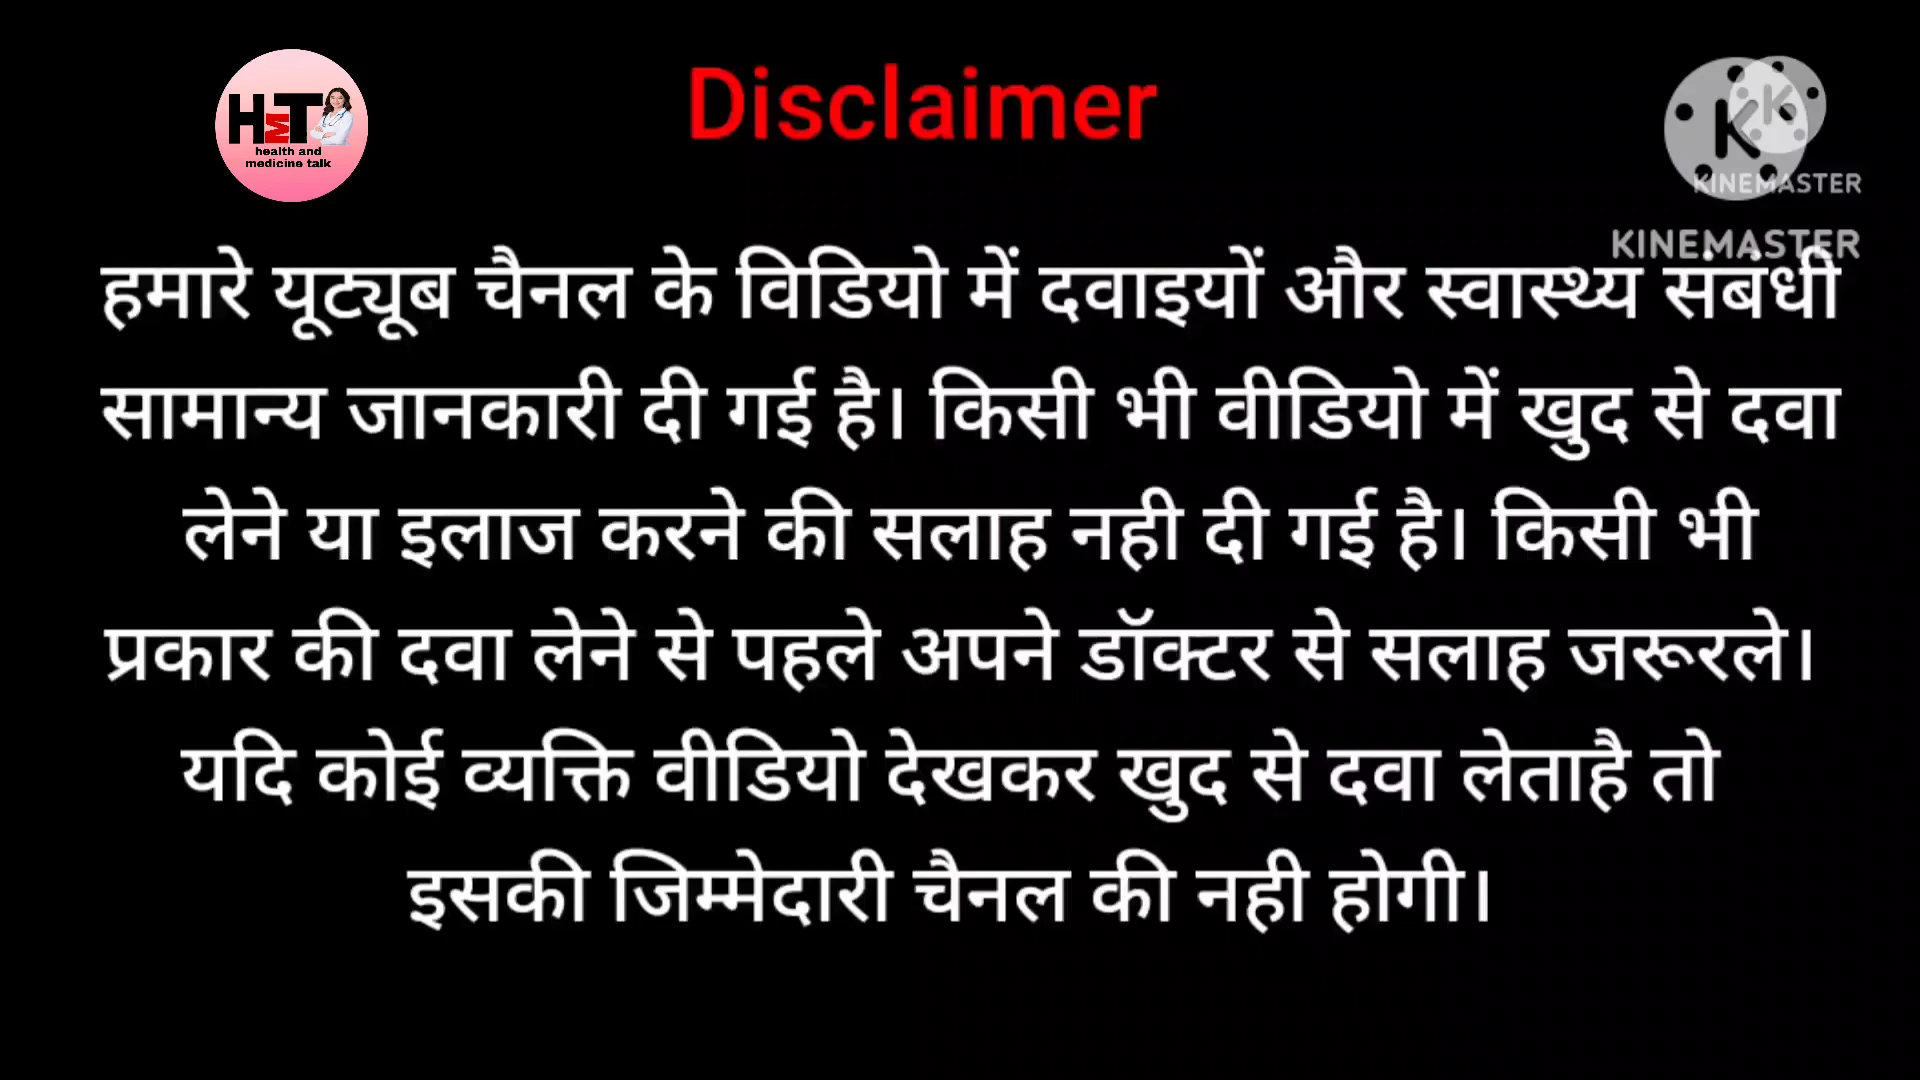 Disclaimer
HMT
health and
medicine talk
KINEMASTER
KINEMASTER
हमारे यूट्यूब चैनल के विडियो में दवाइयों और स्वास्थ्य संबंधी
सामान्य जानकारी दी गई है। किसी भी वीडियो में खुद से दवा
लेने या इलाज करने की सलाह नही दी गई है। किसी भी
प्रकार की दवा लेने से पहले अपने डॉक्टर से सलाह जरूरले।
यदि कोई व्यक्ति वीडियो देखकर खुद से दवा लेताहै तो
इसकी जिम्मेदारी चैनल की नही होगी।